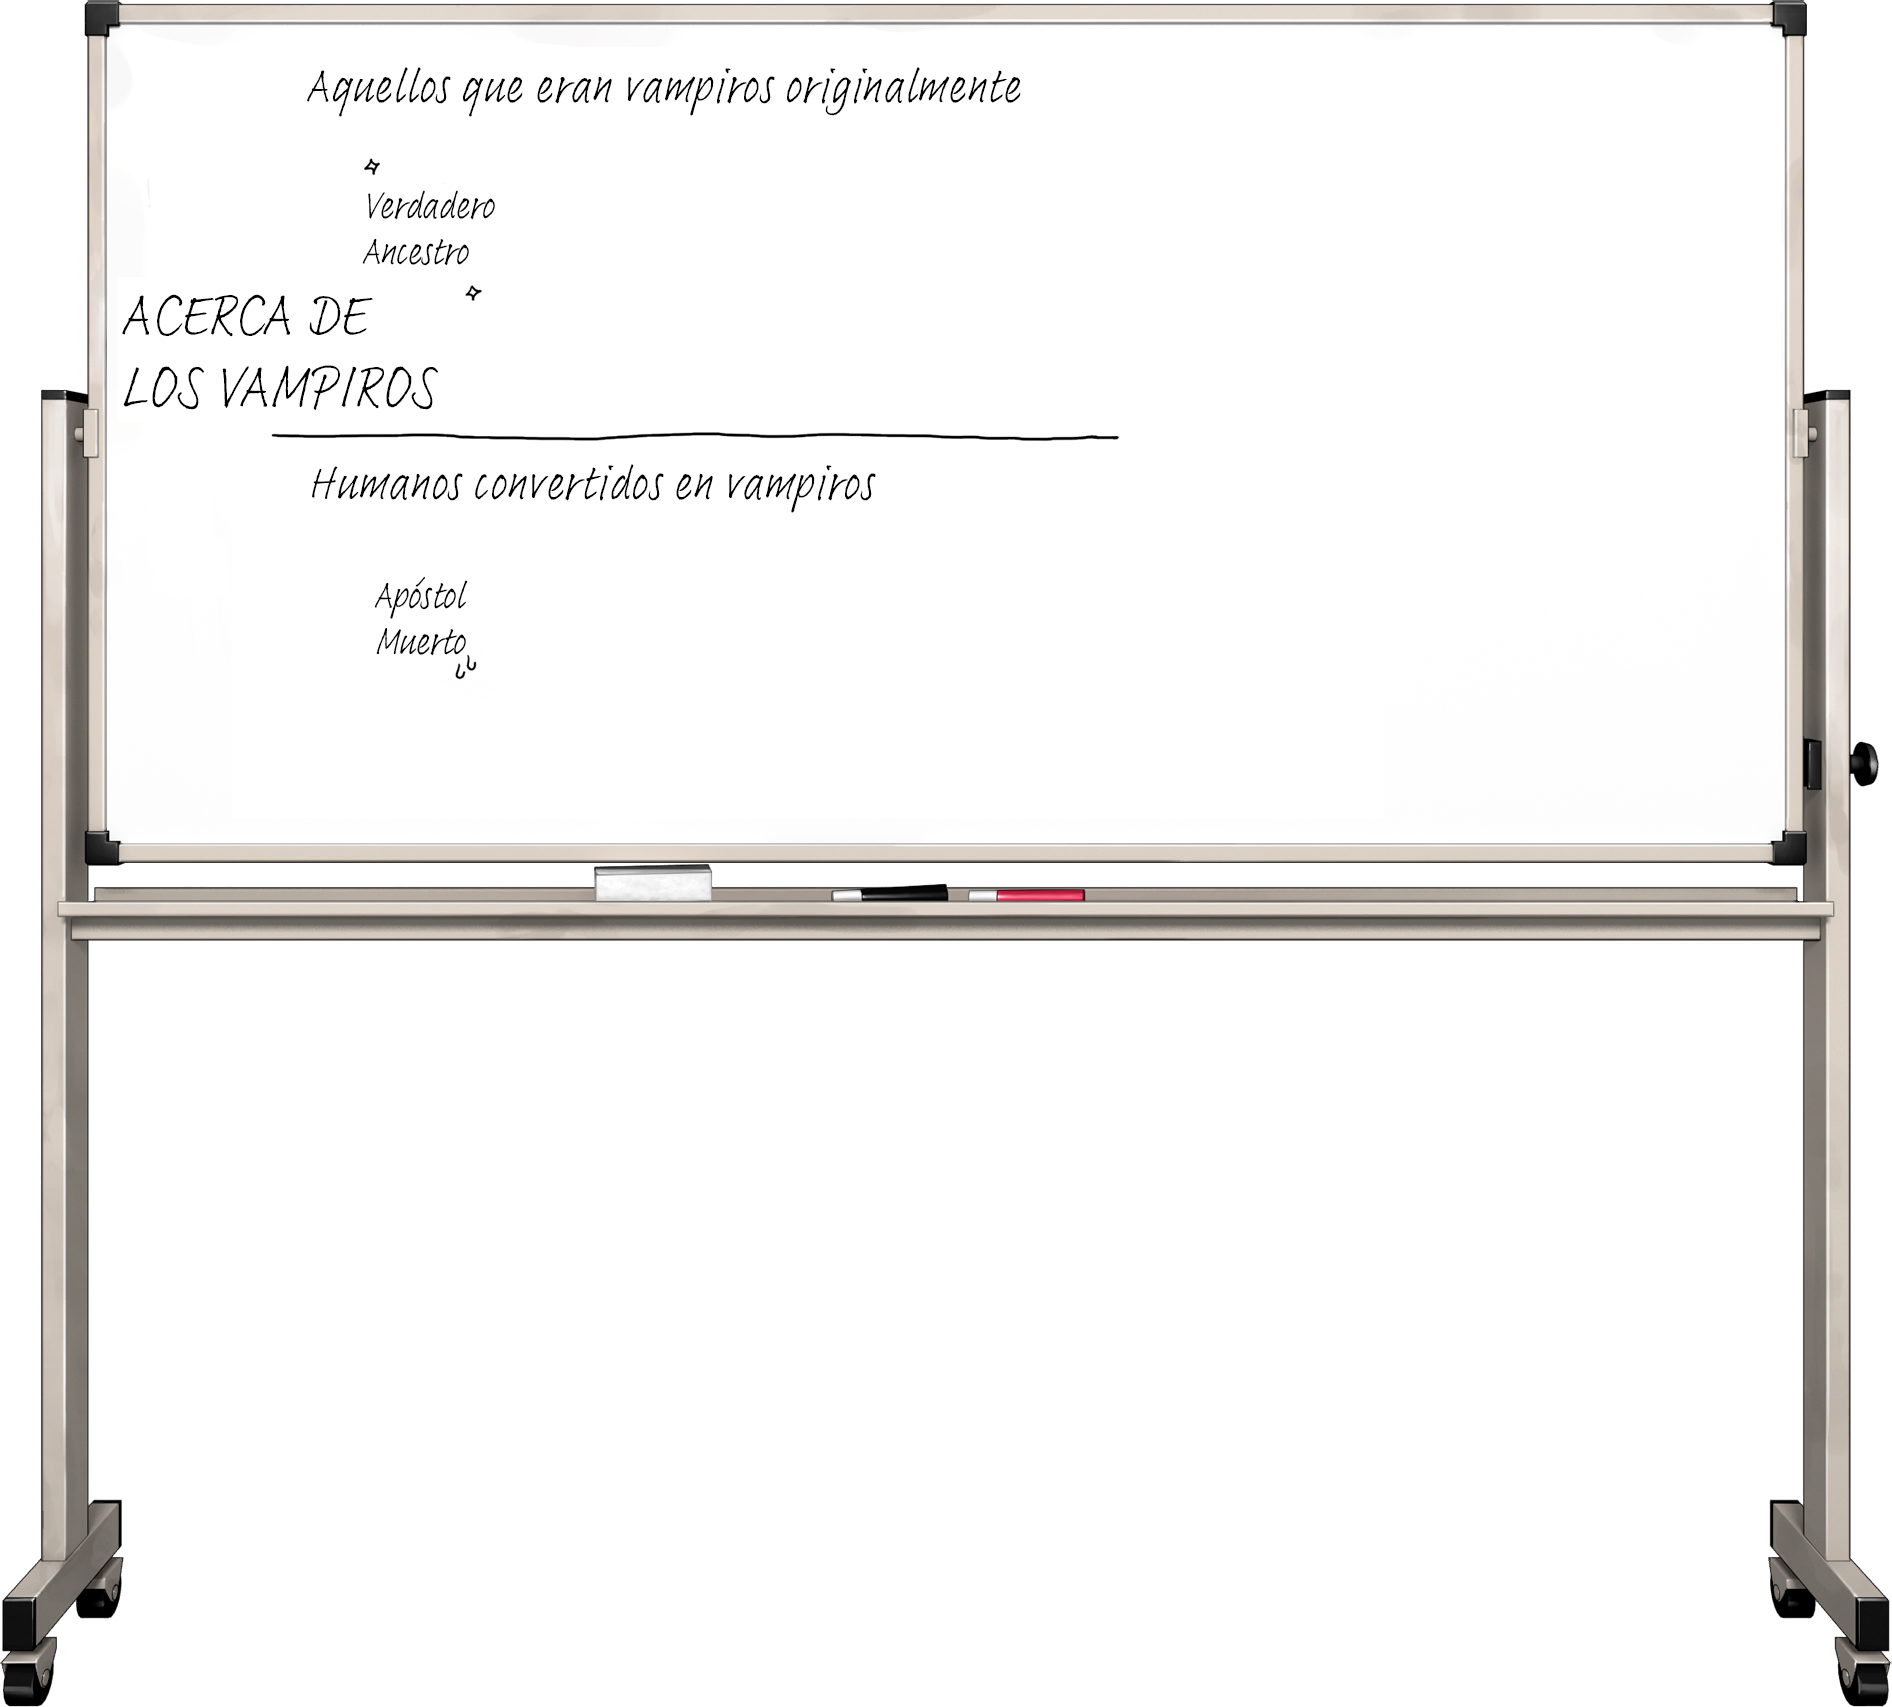 Aquellos que eran vampiros originalmente
Verdadero
Ancestro
ACERCA DE
LOS VAMPIROS
Humanos convertidos en vampiros
Apóstol
Muerto